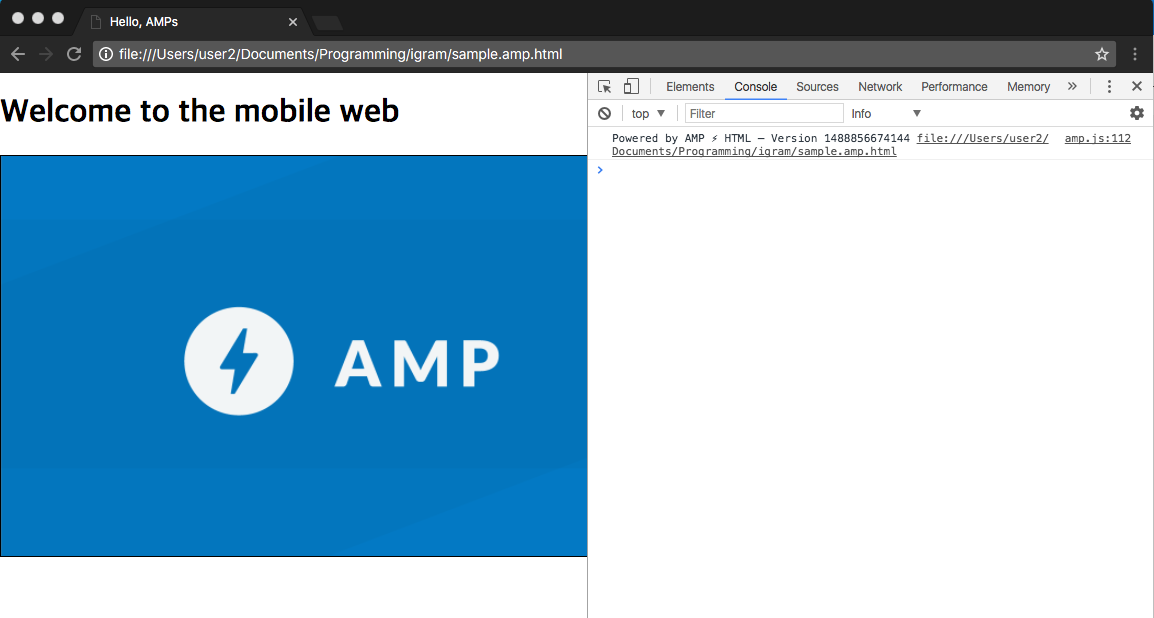 Hello, AMPs
file:///Users/user2/Documents/Programming/igram/sample.amp.html
Welcome to the mobile web
AMP
Elements Console Sources Network Performance Memory »
top Filter Info
Powered by AMP ⚡ HTML – Version 1488856674144 file:///Users/user2/ amp.js:112
Documents/Programming/igram/sample.amp.html